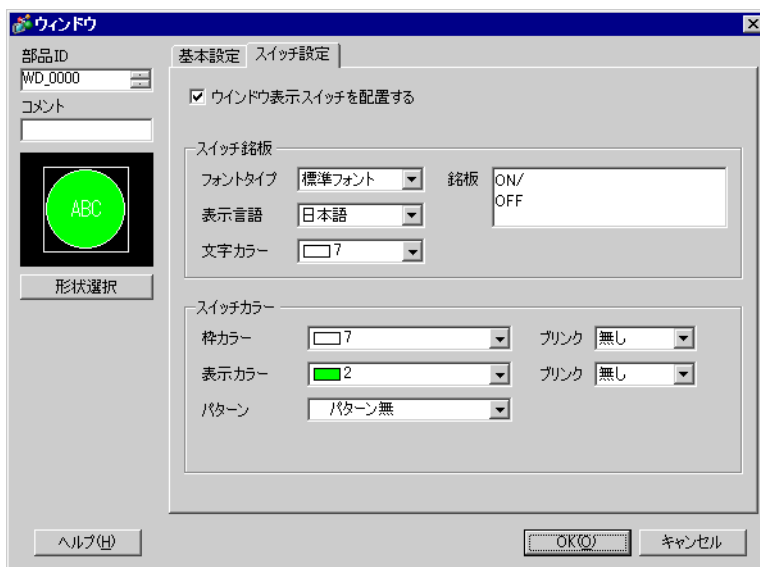 ウィンドウ
部品ID
WD_0000
コメント
ABC
形状選択
基本設定 スイッチ設定
ウインドウ表示スイッチを配置する
スイッチ銘板
フォントタイプ 標準フォント 銘板 ON/
OFF
表示言語 日本語
文字カラー 7
スイッチカラー
枠カラー 7 ブリンク 無し
表示カラー 2 ブリンク 無し
パターン パターン無
ヘルプ(H) OK(O) キャンセル